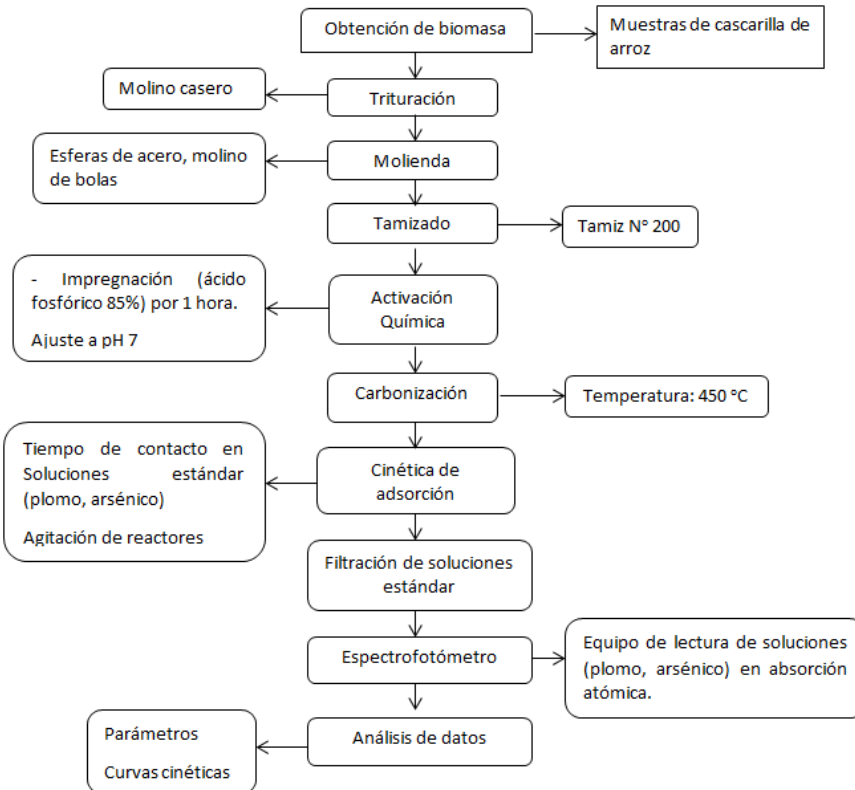 Obtención de biomasa
Muestras de cascarilla de
arroz
Molino casero
Trituración
Esferas de acero, molino
de bolas
Molienda
Tamizado
Tamiz N° 200
- Impregnación (ácido
fosfórico 85%) por 1 hora.
Ajuste a pH 7
Activación
Química
Carbonización
Temperatura: 450 °C
Tiempo de contacto en
Soluciones estándar
(plomo, arsénico)
Agitación de reactores
Cinética de
adsorción
Filtración de soluciones
estándar
Espectrofotómetro
Equipo de lectura de soluciones
(plomo, arsénico) en absorción
atómica.
Parámetros
Curvas cinéticas
Análisis de datos